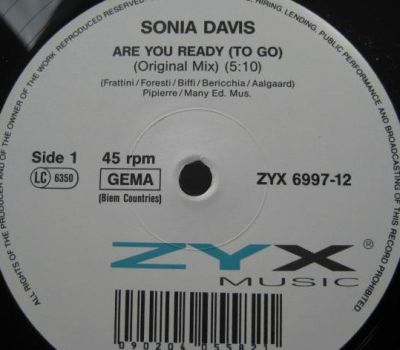 SONIA DAVIS
ARE YOU READY (TO GO)
(Original Mix) (5:10)
(Frattini/Foresti/Biffi/Bericchia/Aalgaard)
Pipierre/Many Ed. Mus.
Side 1
45 rpm
LC 6350
GEMA
(Biem Countries)
ZYX 6997-12
ZYX®
MUSIC
090204 055821
ALL RIGHTS OF THE PRODUCER AND OF THE OWNER OF THE WORK REPRODUCED RESERVED.
HIRING, LENDING, PUBLIC PERFORMANCE AND BROADCASTING OF THIS RECORD PROHIBITED.